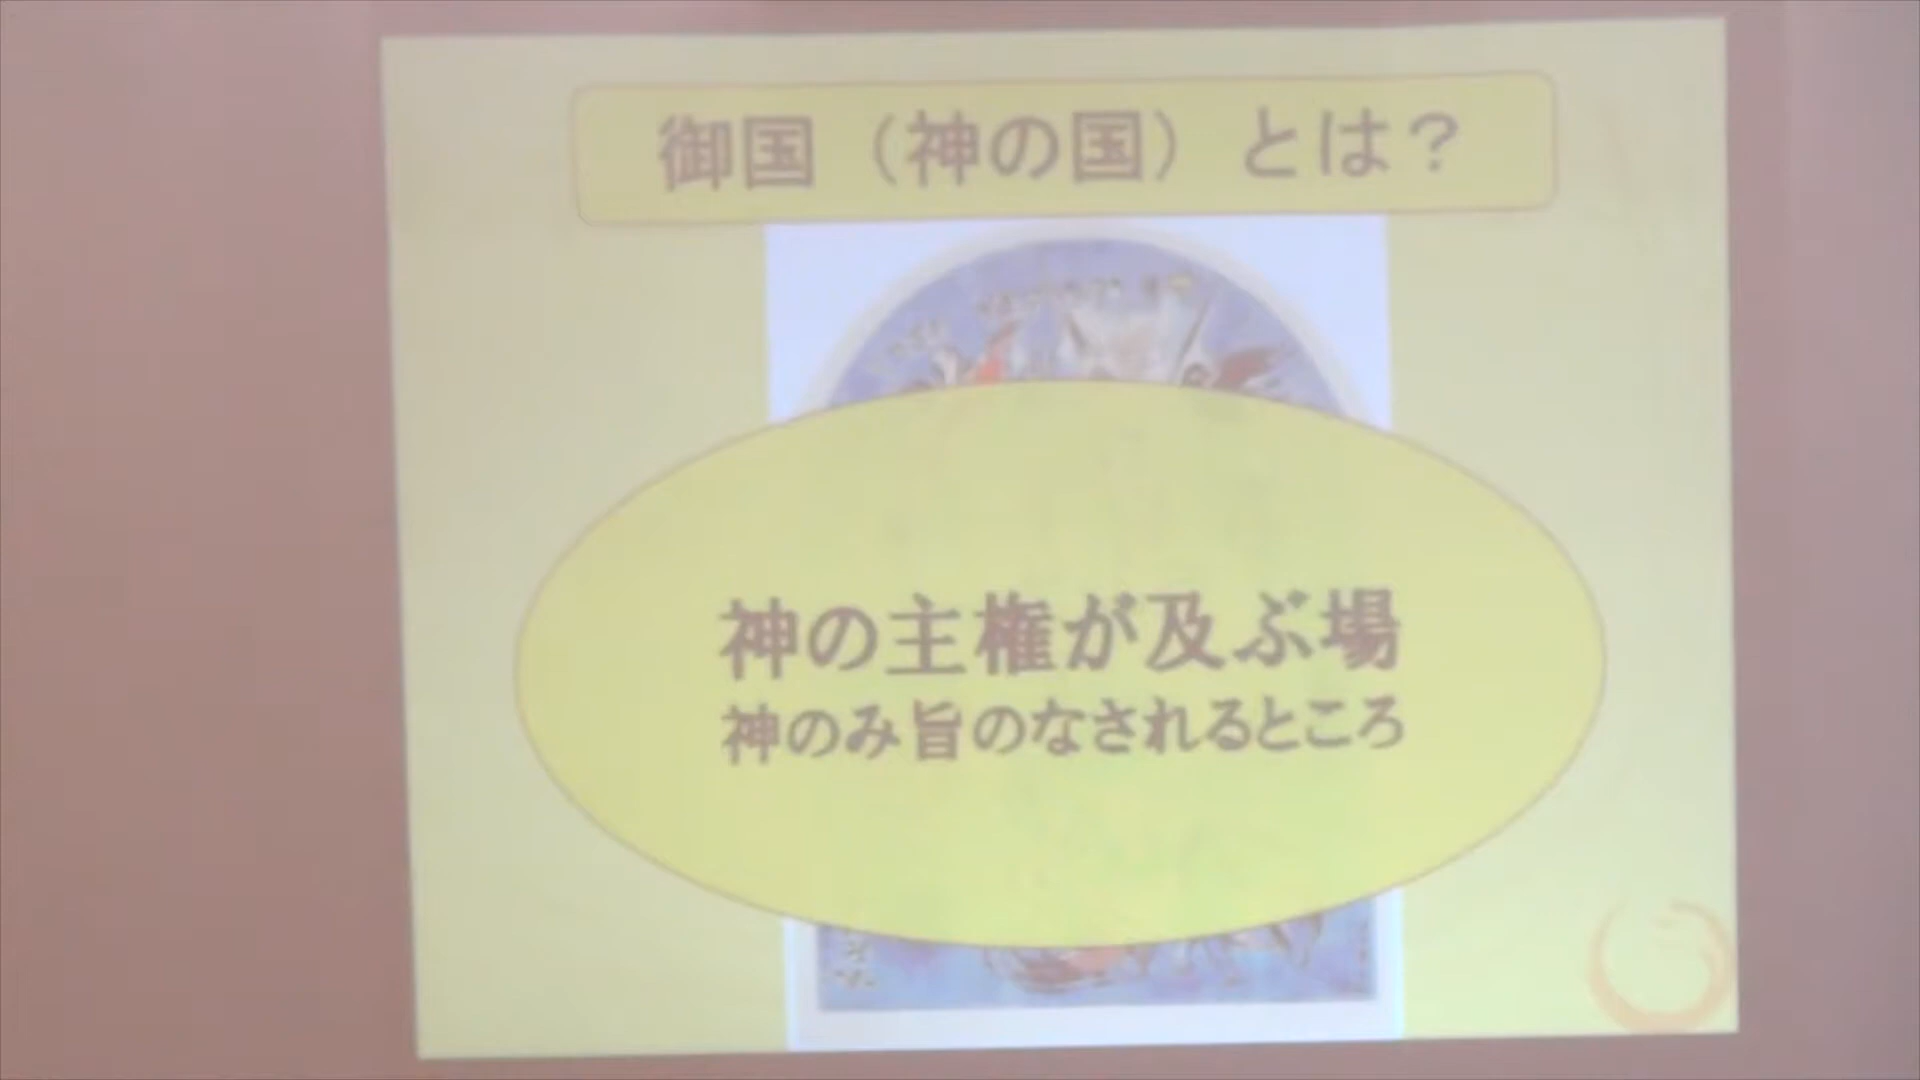 御国（神の国）とは？
神の主権が及ぶ場
神のみ旨のなされるところ